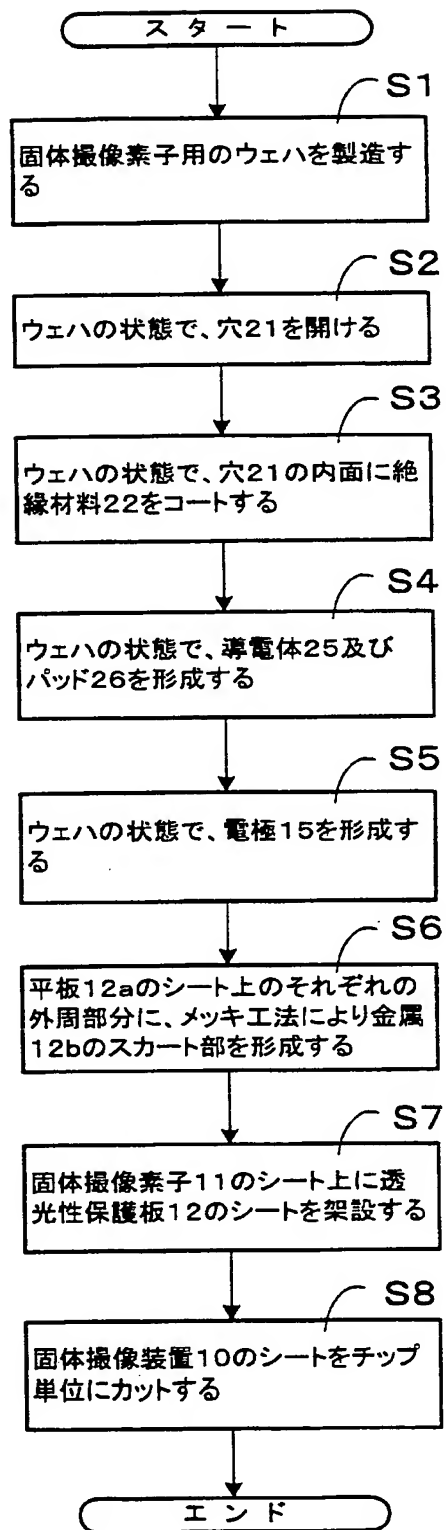 スタート
S1
固体撮像素子用のウェハを製造す
る
S2
ウェハの状態で、穴21を開ける
S3
ウェハの状態で、穴21の内面に絶
縁材料22をコートする
S4
ウェハの状態で、導電体25及び
パッド26を形成する
S5
ウェハの状態で、電極15を形成す
る
S6
平板12aのシート上のそれぞれの
外周部分に、メッキ工法により金属
12bのスカート部を形成する
S7
固体撮像素子11のシート上に透
光性保護板12のシートを架設する
S8
固体撮像装置10のシートをチップ
単位にカットする
エンド